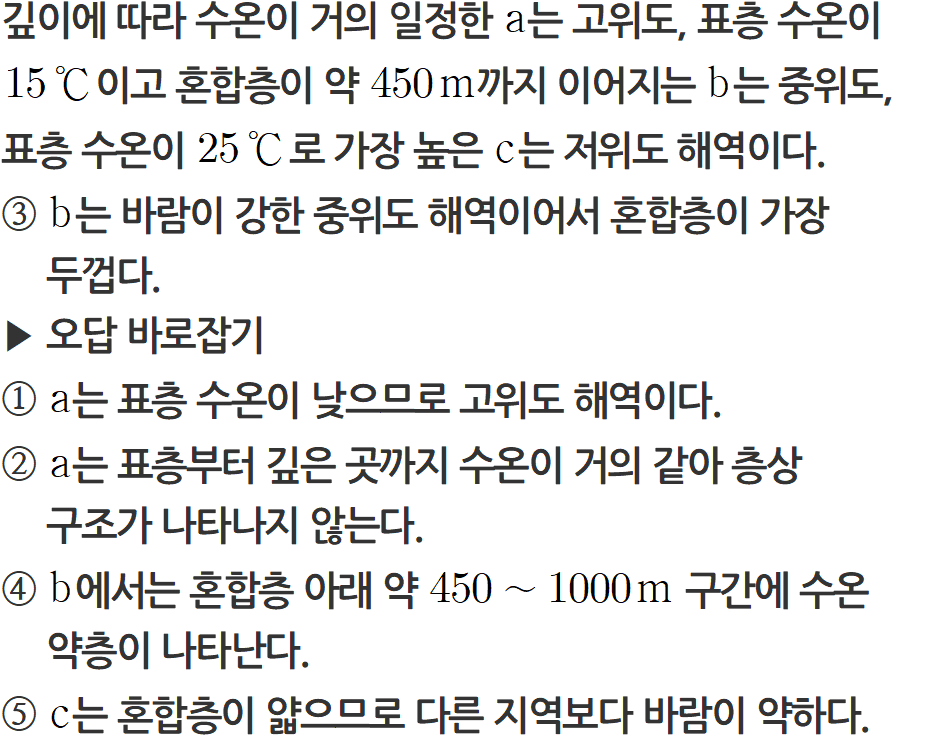 깊이에 따라 수온이 거의 일정한 a는 고위도, 표층 수온이
15 ℃이고 혼합층이 약 450 m까지 이어지는 b는 중위도,
표층 수온이 25 ℃로 가장 높은 c는 저위도 해역이다.
③ b는 바람이 강한 중위도 해역이어서 혼합층이 가장
두껍다.
▶ 오답 바로잡기
① a는 표층 수온이 낮으므로 고위도 해역이다.
② a는 표층부터 깊은 곳까지 수온이 거의 같아 층상
구조가 나타나지 않는다.
④ b에서는 혼합층 아래 약 450 ~ 1000 m 구간에 수온
약층이 나타난다.
⑤ c는 혼합층이 얇으므로 다른 지역보다 바람이 약하다.